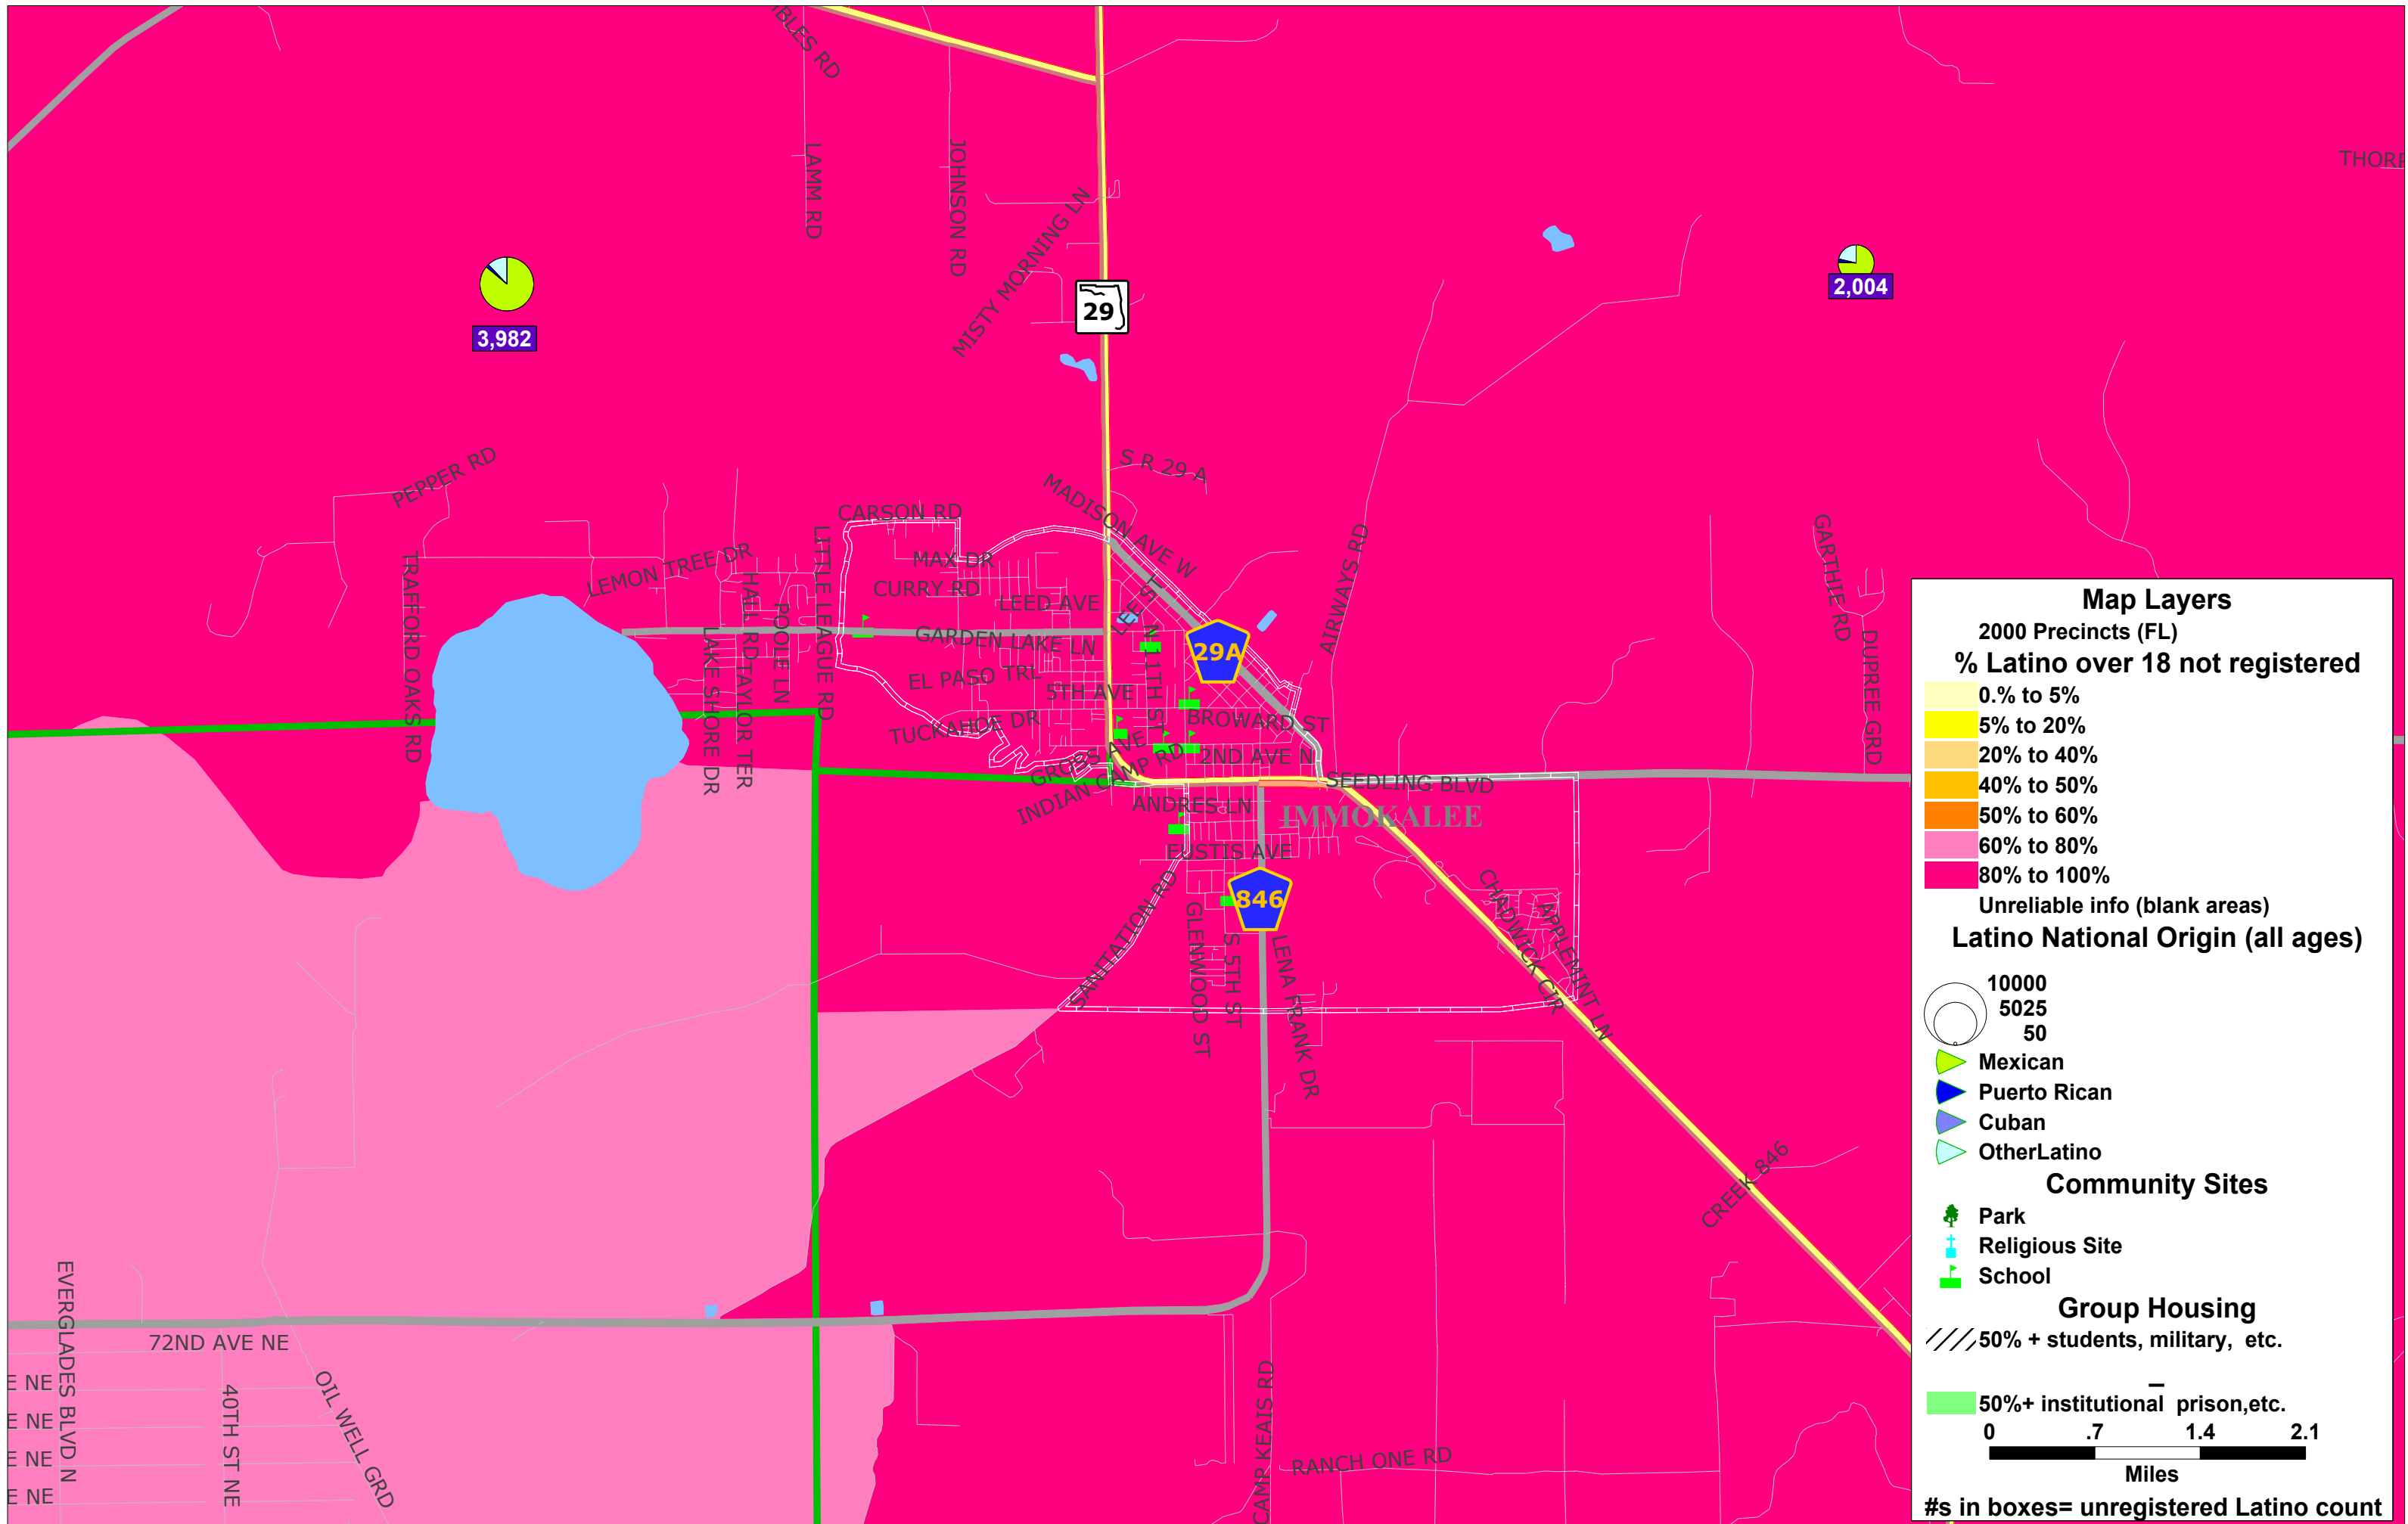 IBLES RD
LAMM RD
JOHNSON RD
MISTY MORNING LN
29
THORP
3,982
2,004
PEPPER RD
S R 29 A
MADISON AVE W
CARSON RD
MAX DR
CURRY RD
LEED AVE
LEE ST
AIRWAYS RD
GARTHIE RD
DUPREE GRD
TRAFFORD OAKS RD
LEMON TREE DR
HALL RD
TAYLOR TER
POOLE LN
LITTLE LEAGUE RD
LAKE SHORE DR
GARDEN LAKE LN
N 11TH ST
29A
EL PASO TRL
5TH AVE
TUCKAHOE DR
BROWARD ST
GROSS AVE
INDIAN CAMP RD
2ND AVE N
SEEDLING BLVD
ANDRES LN
IMMOKALEE
EUSTIS AVE
846
SANITATION RD
GLENWOOD ST
S 5TH ST
LENA FRANK DR
CHADWICK CIR
APPLEMINT LN
CREEK 846
EVERGLADES BLVD N
72ND AVE NE
E NE
E NE
E NE
E NE
40TH ST NE
OIL WELL GRD
CAMP KEAIS RD
RANCH ONE RD
Map Layers
2000 Precincts (FL)
% Latino over 18 not registered
0.% to 5%
5% to 20%
20% to 40%
40% to 50%
50% to 60%
60% to 80%
80% to 100%
Unreliable info (blank areas)
Latino National Origin (all ages)
10000
5025
50
Mexican
Puerto Rican
Cuban
OtherLatino
Community Sites
Park
Religious Site
School
Group Housing
50% + students, military, etc.
50%+ institutional prison,etc.
0 .7 1.4 2.1
Miles
#s in boxes= unregistered Latino count